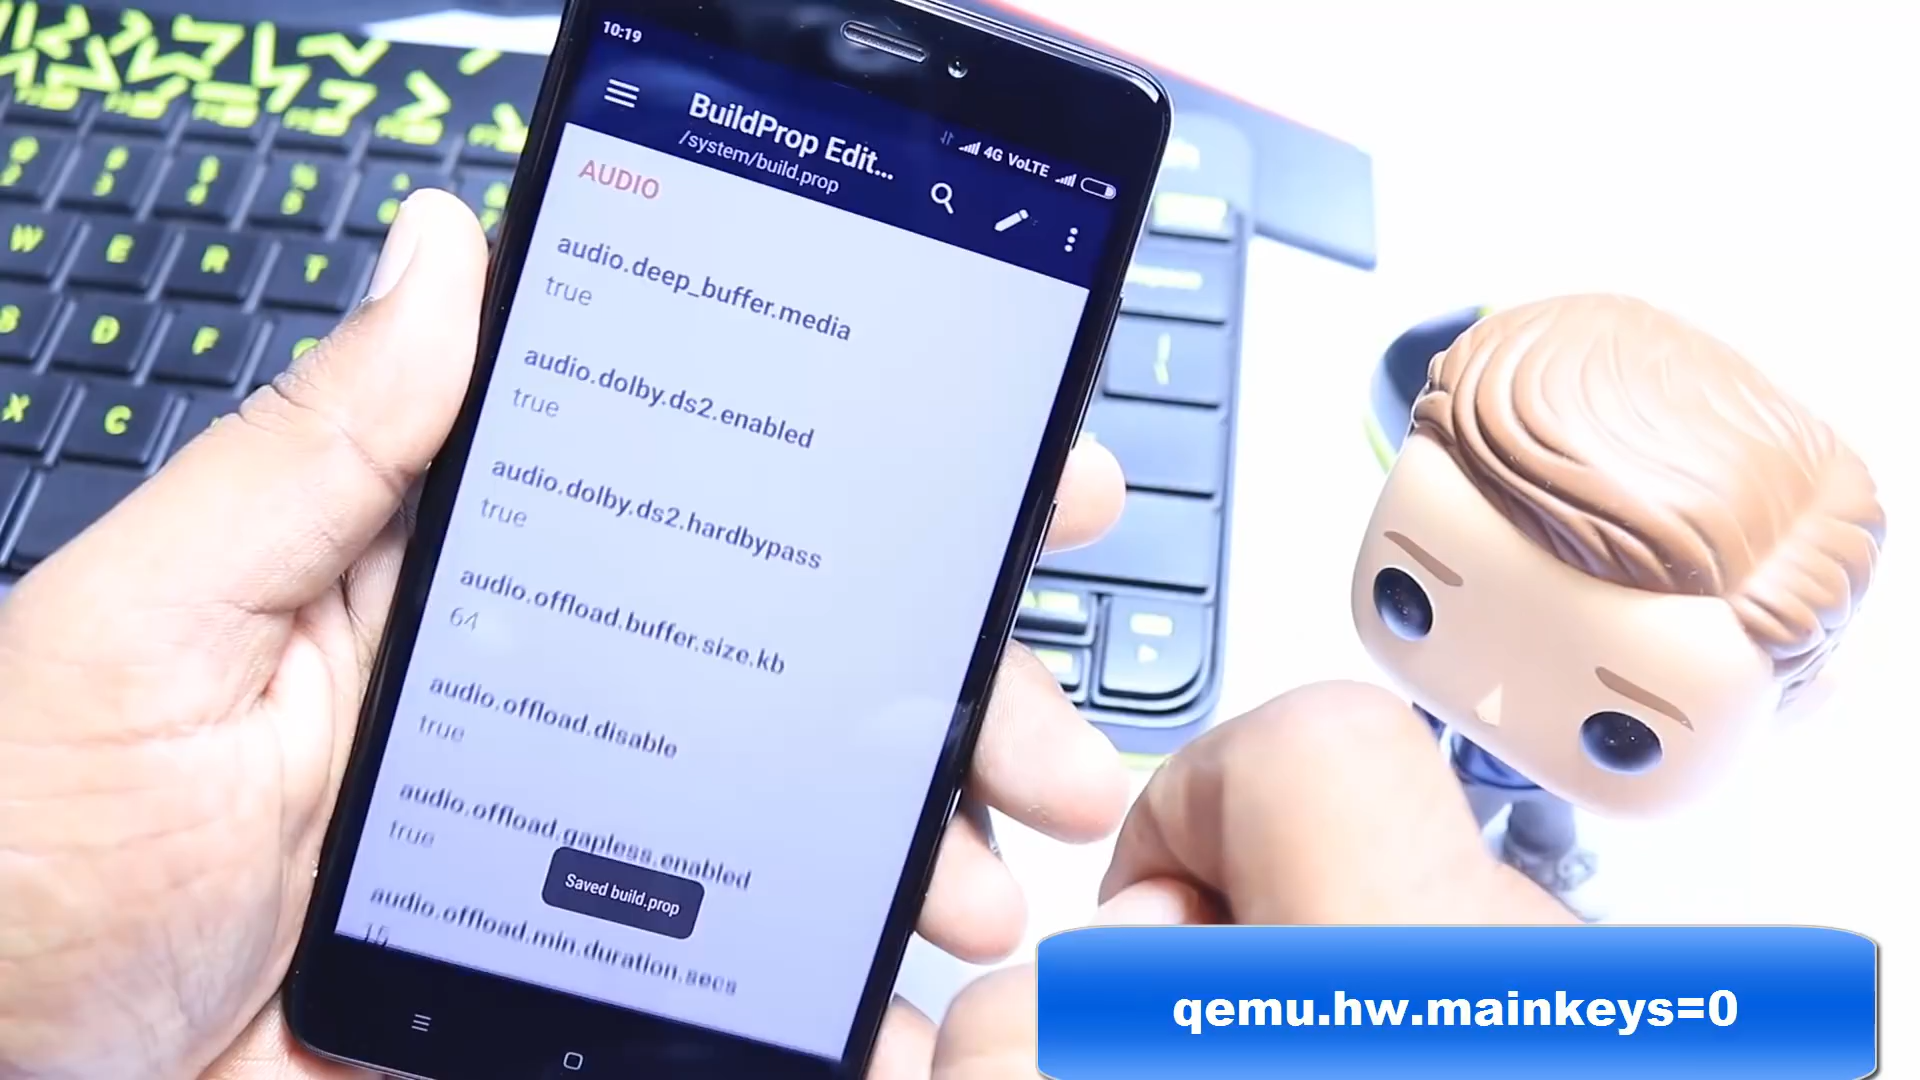 10:19
4G VoLTE
BuildProp Edit...
/system/build.prop
AUDIO
audio.deep_buffer.media
true
audio.dolby.ds2.enabled
true
audio.dolby.ds2.hardbypass
true
audio.offload.buffer.size.kb
64
audio.offload.disable
true
audio.offload.gapless.enabled
true
audio.offload.min.duration.secs
15
Saved build.prop
W E R T
D F
X C
qemu.hw.mainkeys=0